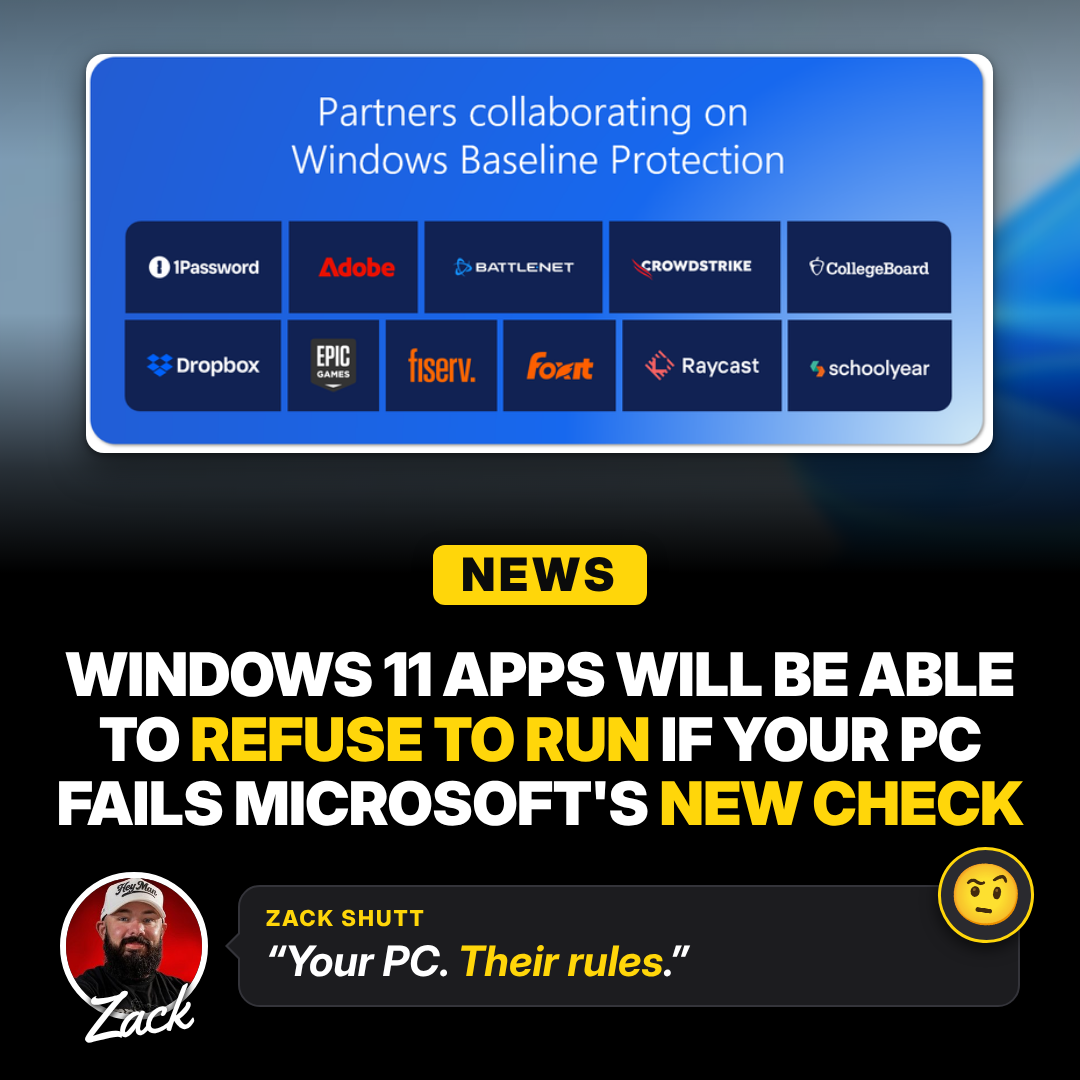 Partners collaborating on
Windows Baseline Protection
1Password
Adobe
BATTLENET
CROWDSTRIKE
CollegeBoard
Dropbox
EPIC
GAMES
fiserv.
Foxit
Raycast
schoolyear
NEWS
WINDOWS 11 APPS WILL BE ABLE
TO REFUSE TO RUN IF YOUR PC
FAILS MICROSOFT'S NEW CHECK
Hey Man
ZACK SHUTT
“Your PC. Their rules.”
Zack